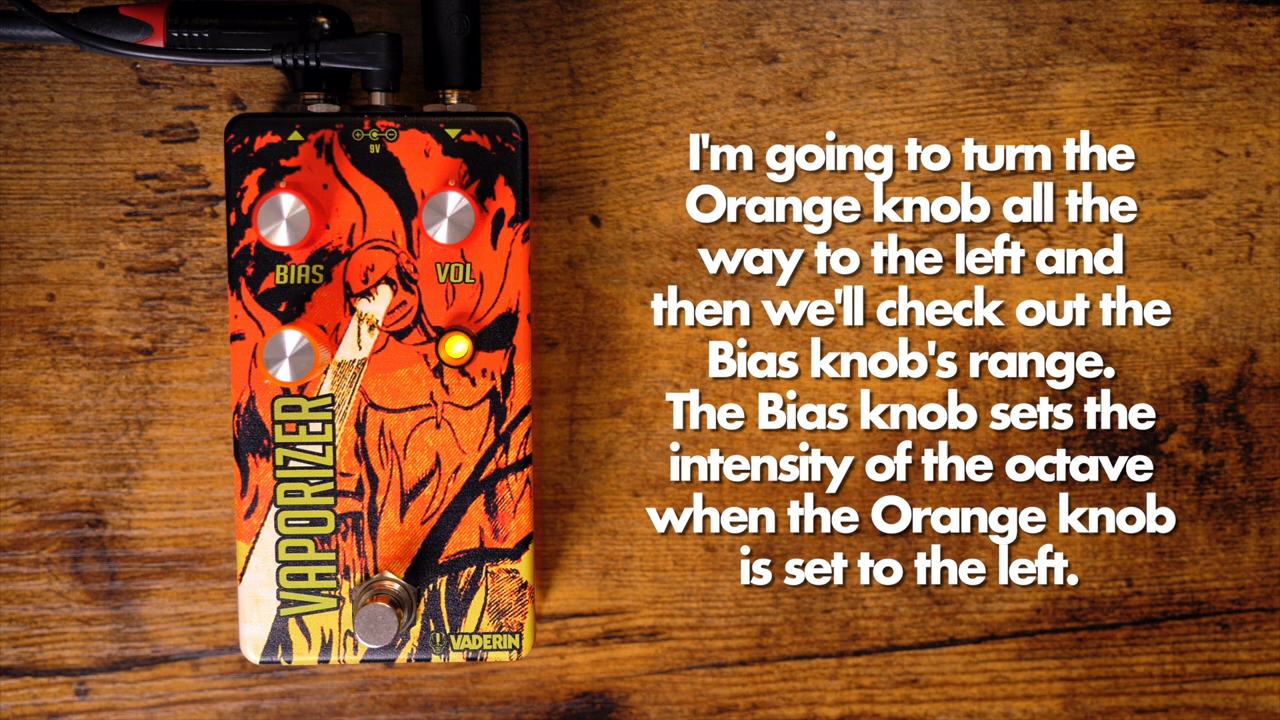 9V
BIAS
VOL
VAPORIZER
VADERIN
I'm going to turn the
Orange knob all the
way to the left and
then we'll check out the
Bias knob's range.
The Bias knob sets the
intensity of the octave
when the Orange knob
is set to the left.